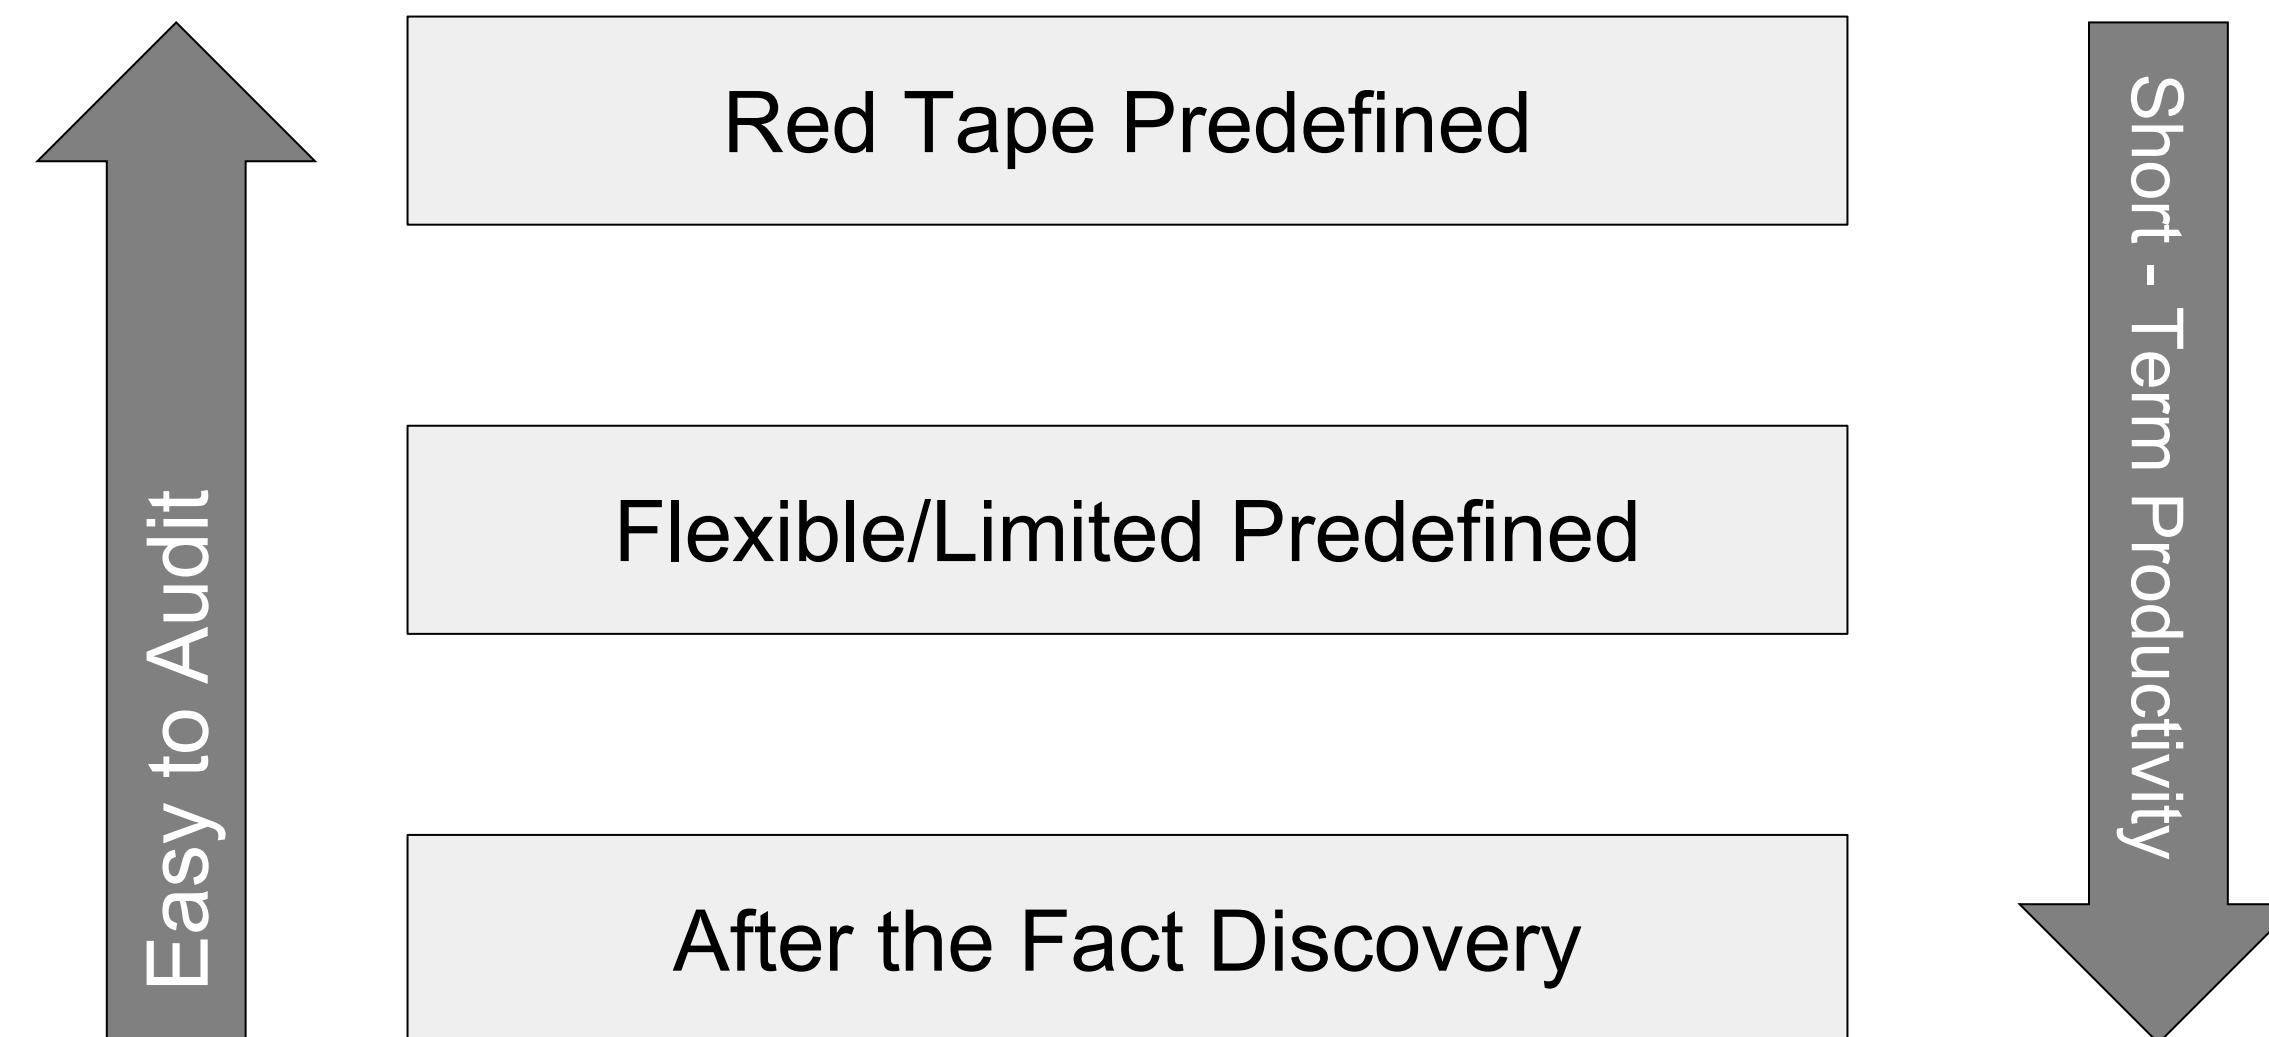 Red Tape Predefined
Flexible/Limited Predefined
After the Fact Discovery
Easy to Audit
Short - Term Productivity